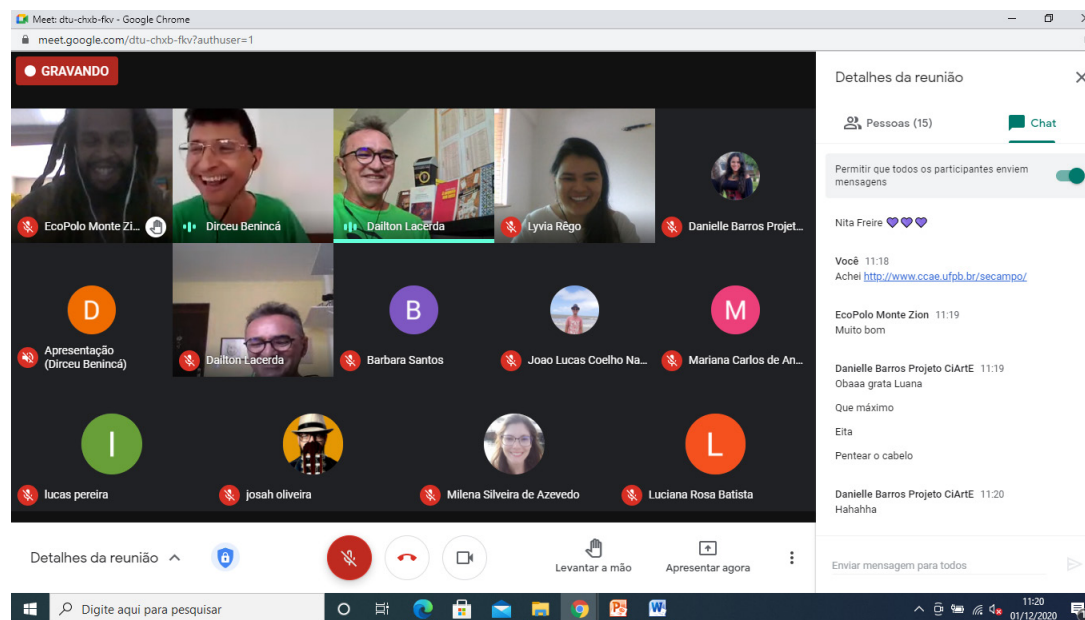 Meet: dtu-chxb-fkv - Google Chrome
meet.google.com/dtu-chxb-fkv?authuser=1
GRAVANDO
EcoPolo Monte Zi...
Dirceu Benincá
Dailton Lacerda
Lyvia Rêgo
Danielle Barros Projet...
D
Apresentação
(Dirceu Benincá)
Dailton Lacerda
B
Barbara Santos
Joao Lucas Coelho Na...
M
Mariana Carlos de An...
I
lucas pereira
josah oliveira
Milena Silveira de Azevedo
L
Luciana Rosa Batista
Detalhes da reunião
Levantar a mão
Apresentar agora
Detalhes da reunião
Pessoas (15)
Chat
Permitir que todos os participantes enviem
mensagens
Nita Freire 💜💜💜
Você 11:18
Achei http://www.ccae.ufpb.br/secampo/
EcoPolo Monte Zion 11:19
Muito bom
Danielle Barros Projeto CiArtE 11:19
Obaaa grata Luana
Que máximo
Eita
Pentear o cabelo
Danielle Barros Projeto CiArtE 11:20
Hahahha
Enviar mensagem para todos
Digite aqui para pesquisar
11:20
01/12/2020